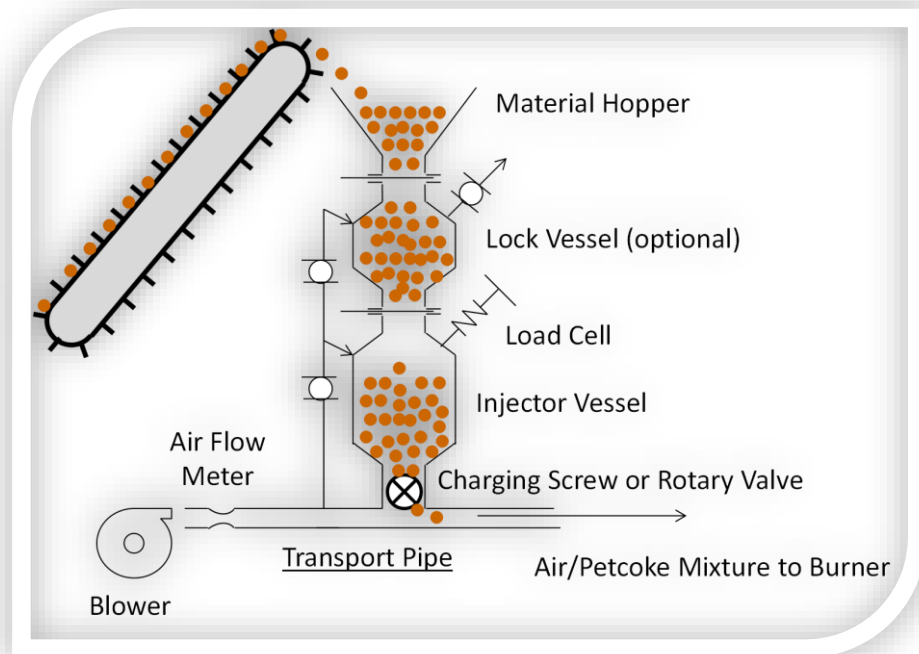 Material Hopper
Lock Vessel (optional)
Load Cell
Injector Vessel
Air Flow
Meter
Charging Screw or Rotary Valve
Transport Pipe
Air/Petcoke Mixture to Burner
Blower